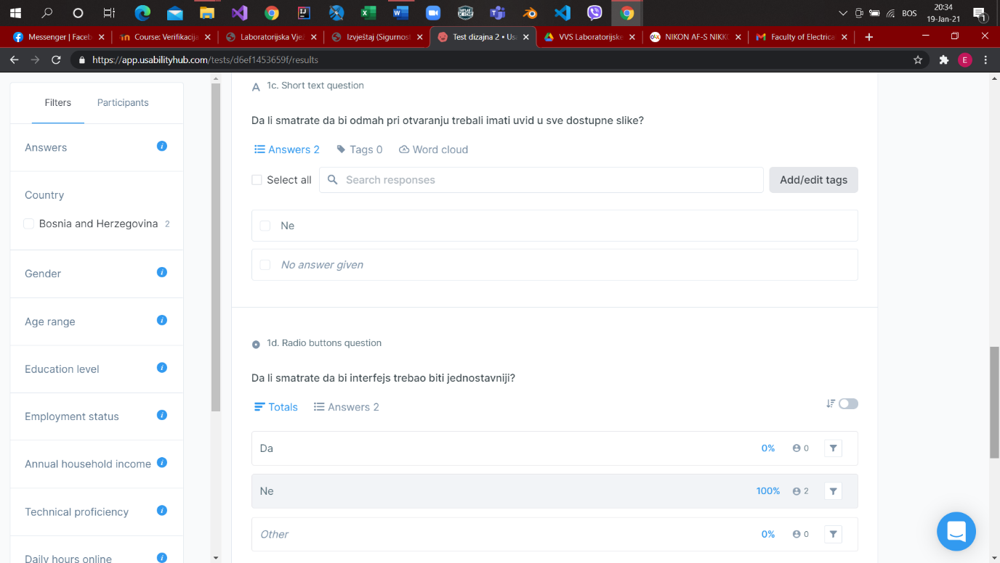 BOS
20:34
19-Jan-21
1
Messenger | Faceb
Course: Verifikacija
Laboratorijska Vjež
Izvještaj (Sigurnost
Test dizajna 2 • Us
VVS Laboratorijske
NIKON AF-S NIKK
Faculty of Electrica
https://app.usabilityhub.com/tests/d6ef1453659f/results
E
Filters
Participants
Answers
Country
Bosnia and Herzegovina 2
Gender
Age range
Education level
Employment status
Annual household income
Technical proficiency
Daily hours online
A 1c. Short text question
Da li smatrate da bi odmah pri otvaranju trebali imati uvid u sve dostupne slike?
Answers 2 Tags 0 Word cloud
Select all Search responses Add/edit tags
Ne
No answer given
1d. Radio buttons question
Da li smatrate da bi interfejs trebao biti jednostavniji?
Totals Answers 2
Da 0% 0
Ne 100% 2
Other 0% 0